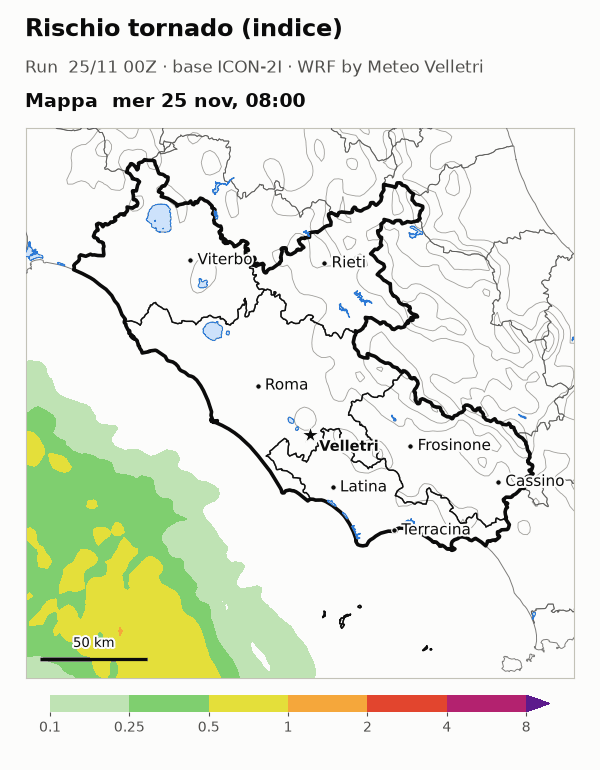 Rischio tornado (indice)
Run  25/11 00Z · base ICON-2I · WRF by Meteo Velletri
Mappa  mer 25 nov, 08:00
Viterbo
Rieti
Roma
Velletri
Frosinone
Cassino
Latina
Terracina
50 km
0.1 0.25 0.5 1 2 4 8